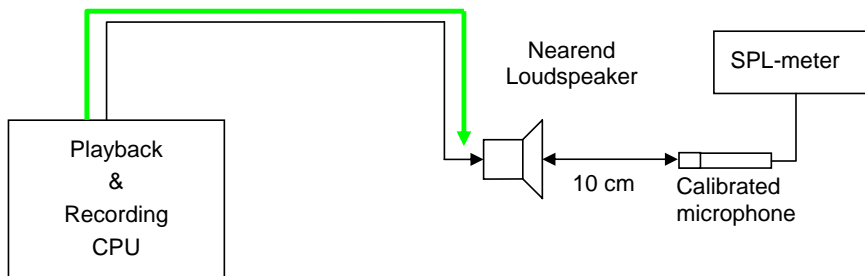 Nearend
Loudspeaker
SPL-meter
Playback
&
Recording
CPU
10 cm
Calibrated
microphone